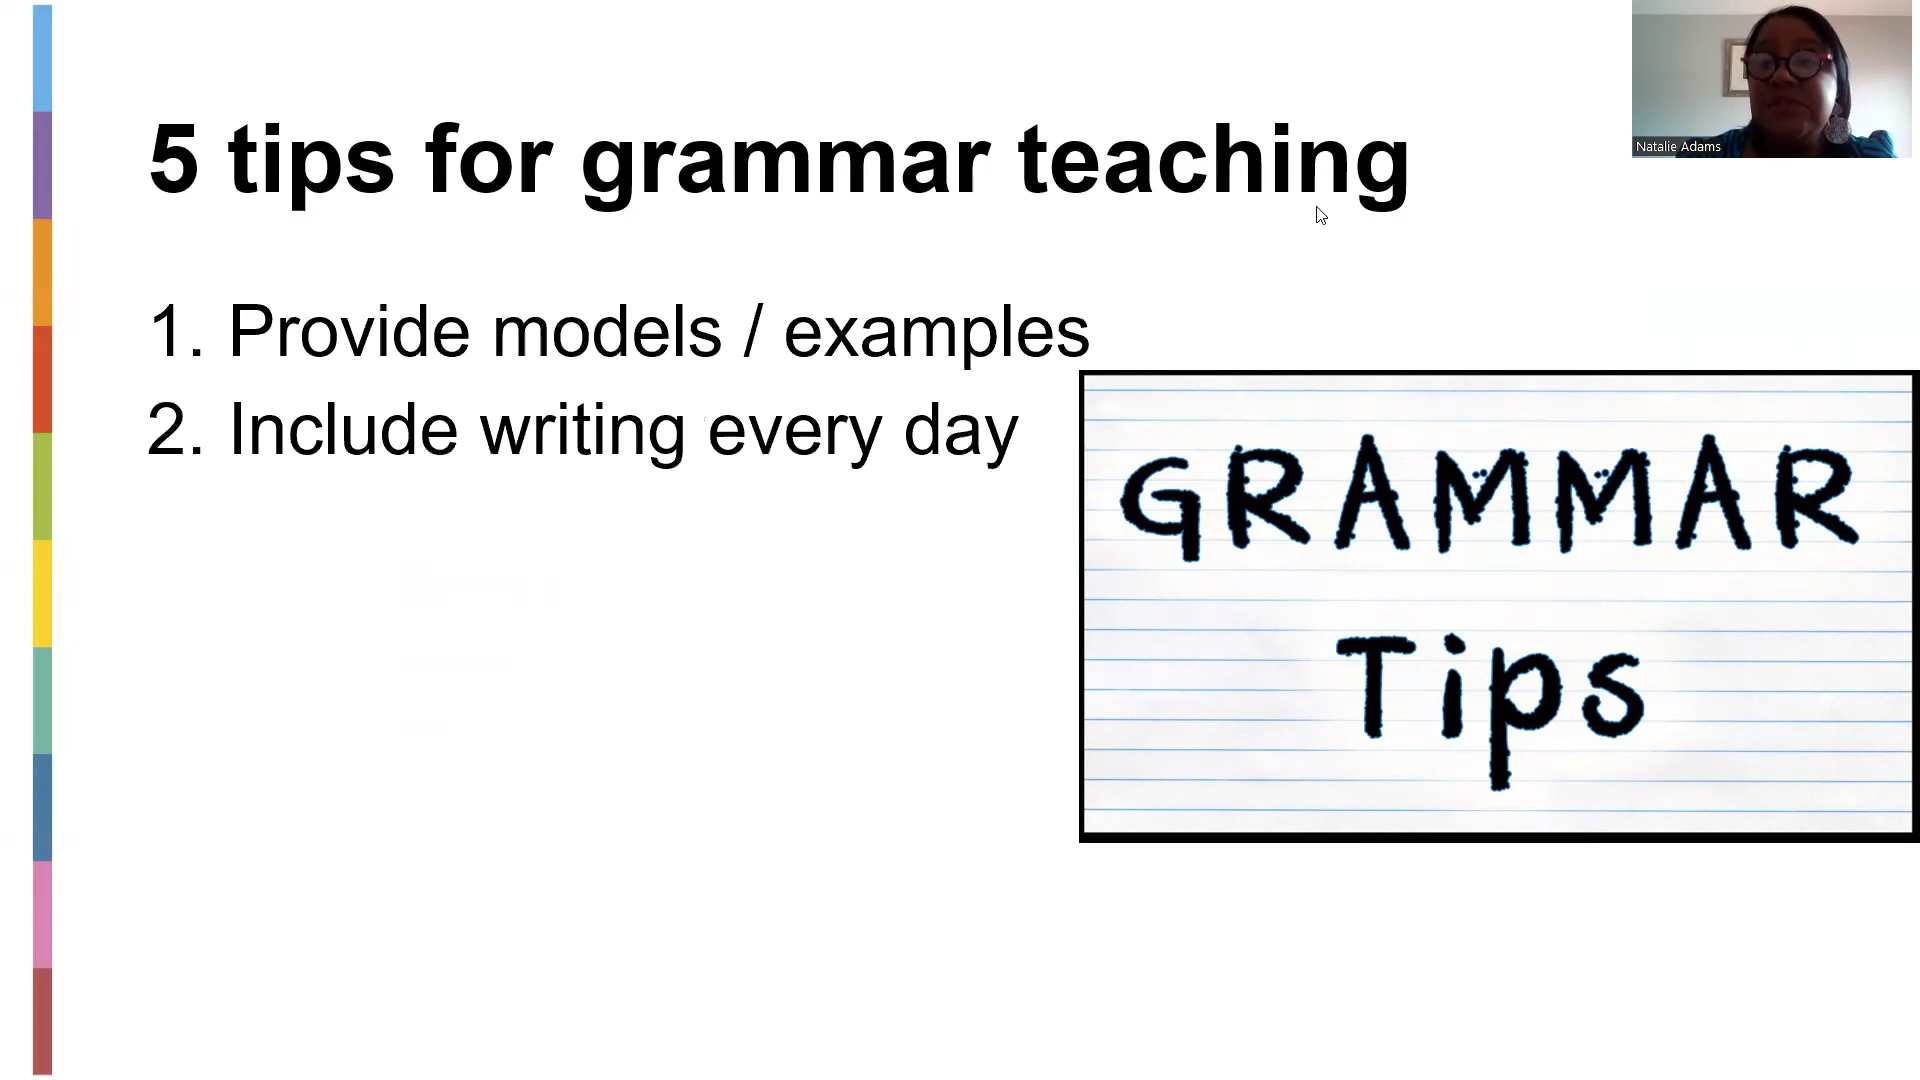 5 tips for grammar teaching
Natalie Adams
1. Provide models / examples
2. Include writing every day
GRAMMAR
Tips